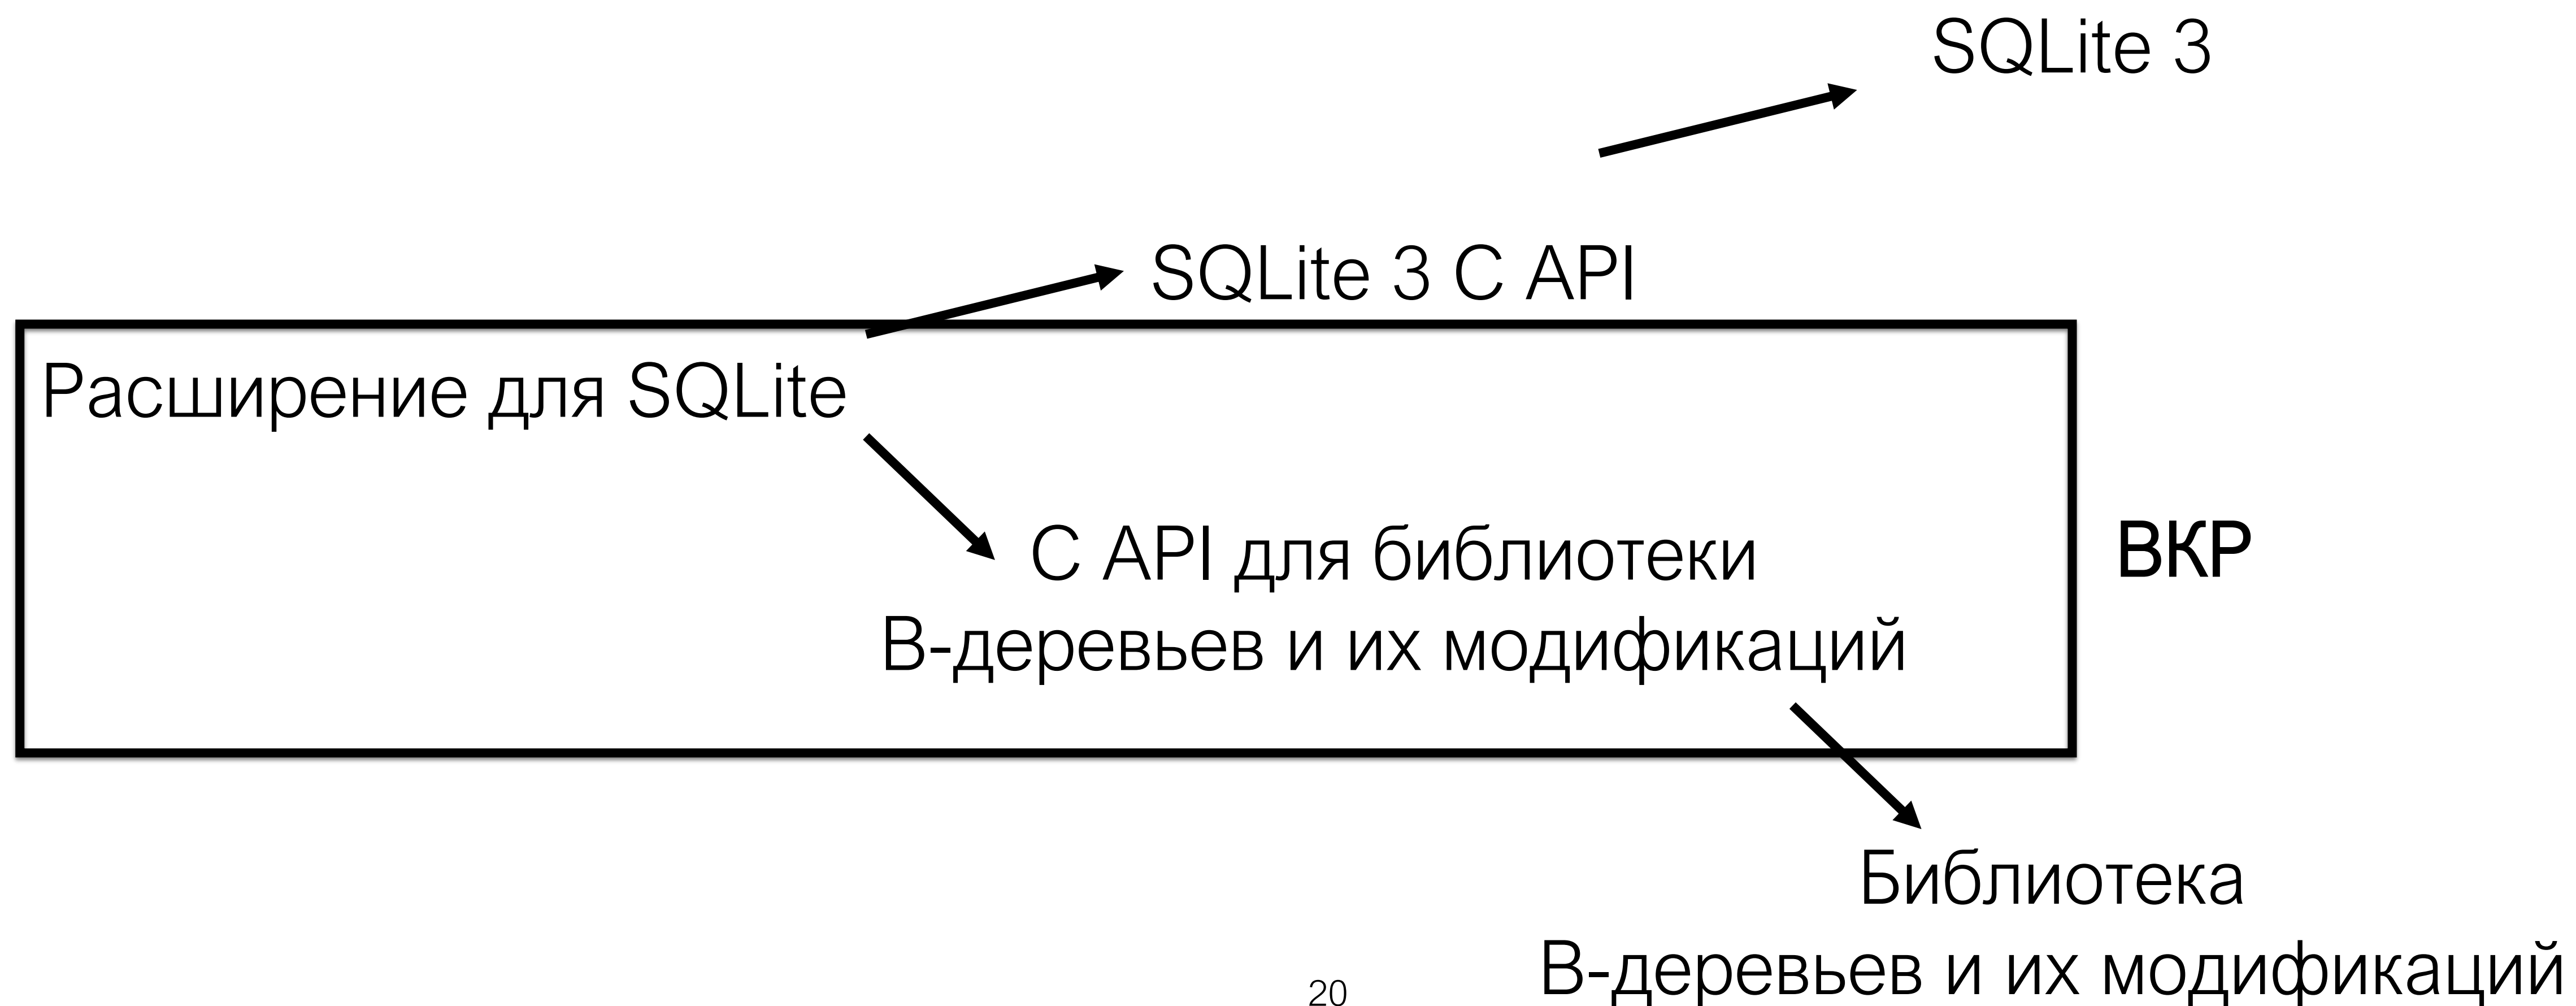 SQLite 3
SQLite 3 C API
Расширение для SQLite
C API для библиотеки
B-деревьев и их модификаций
ВКР
Библиотека
B-деревьев и их модификаций
20